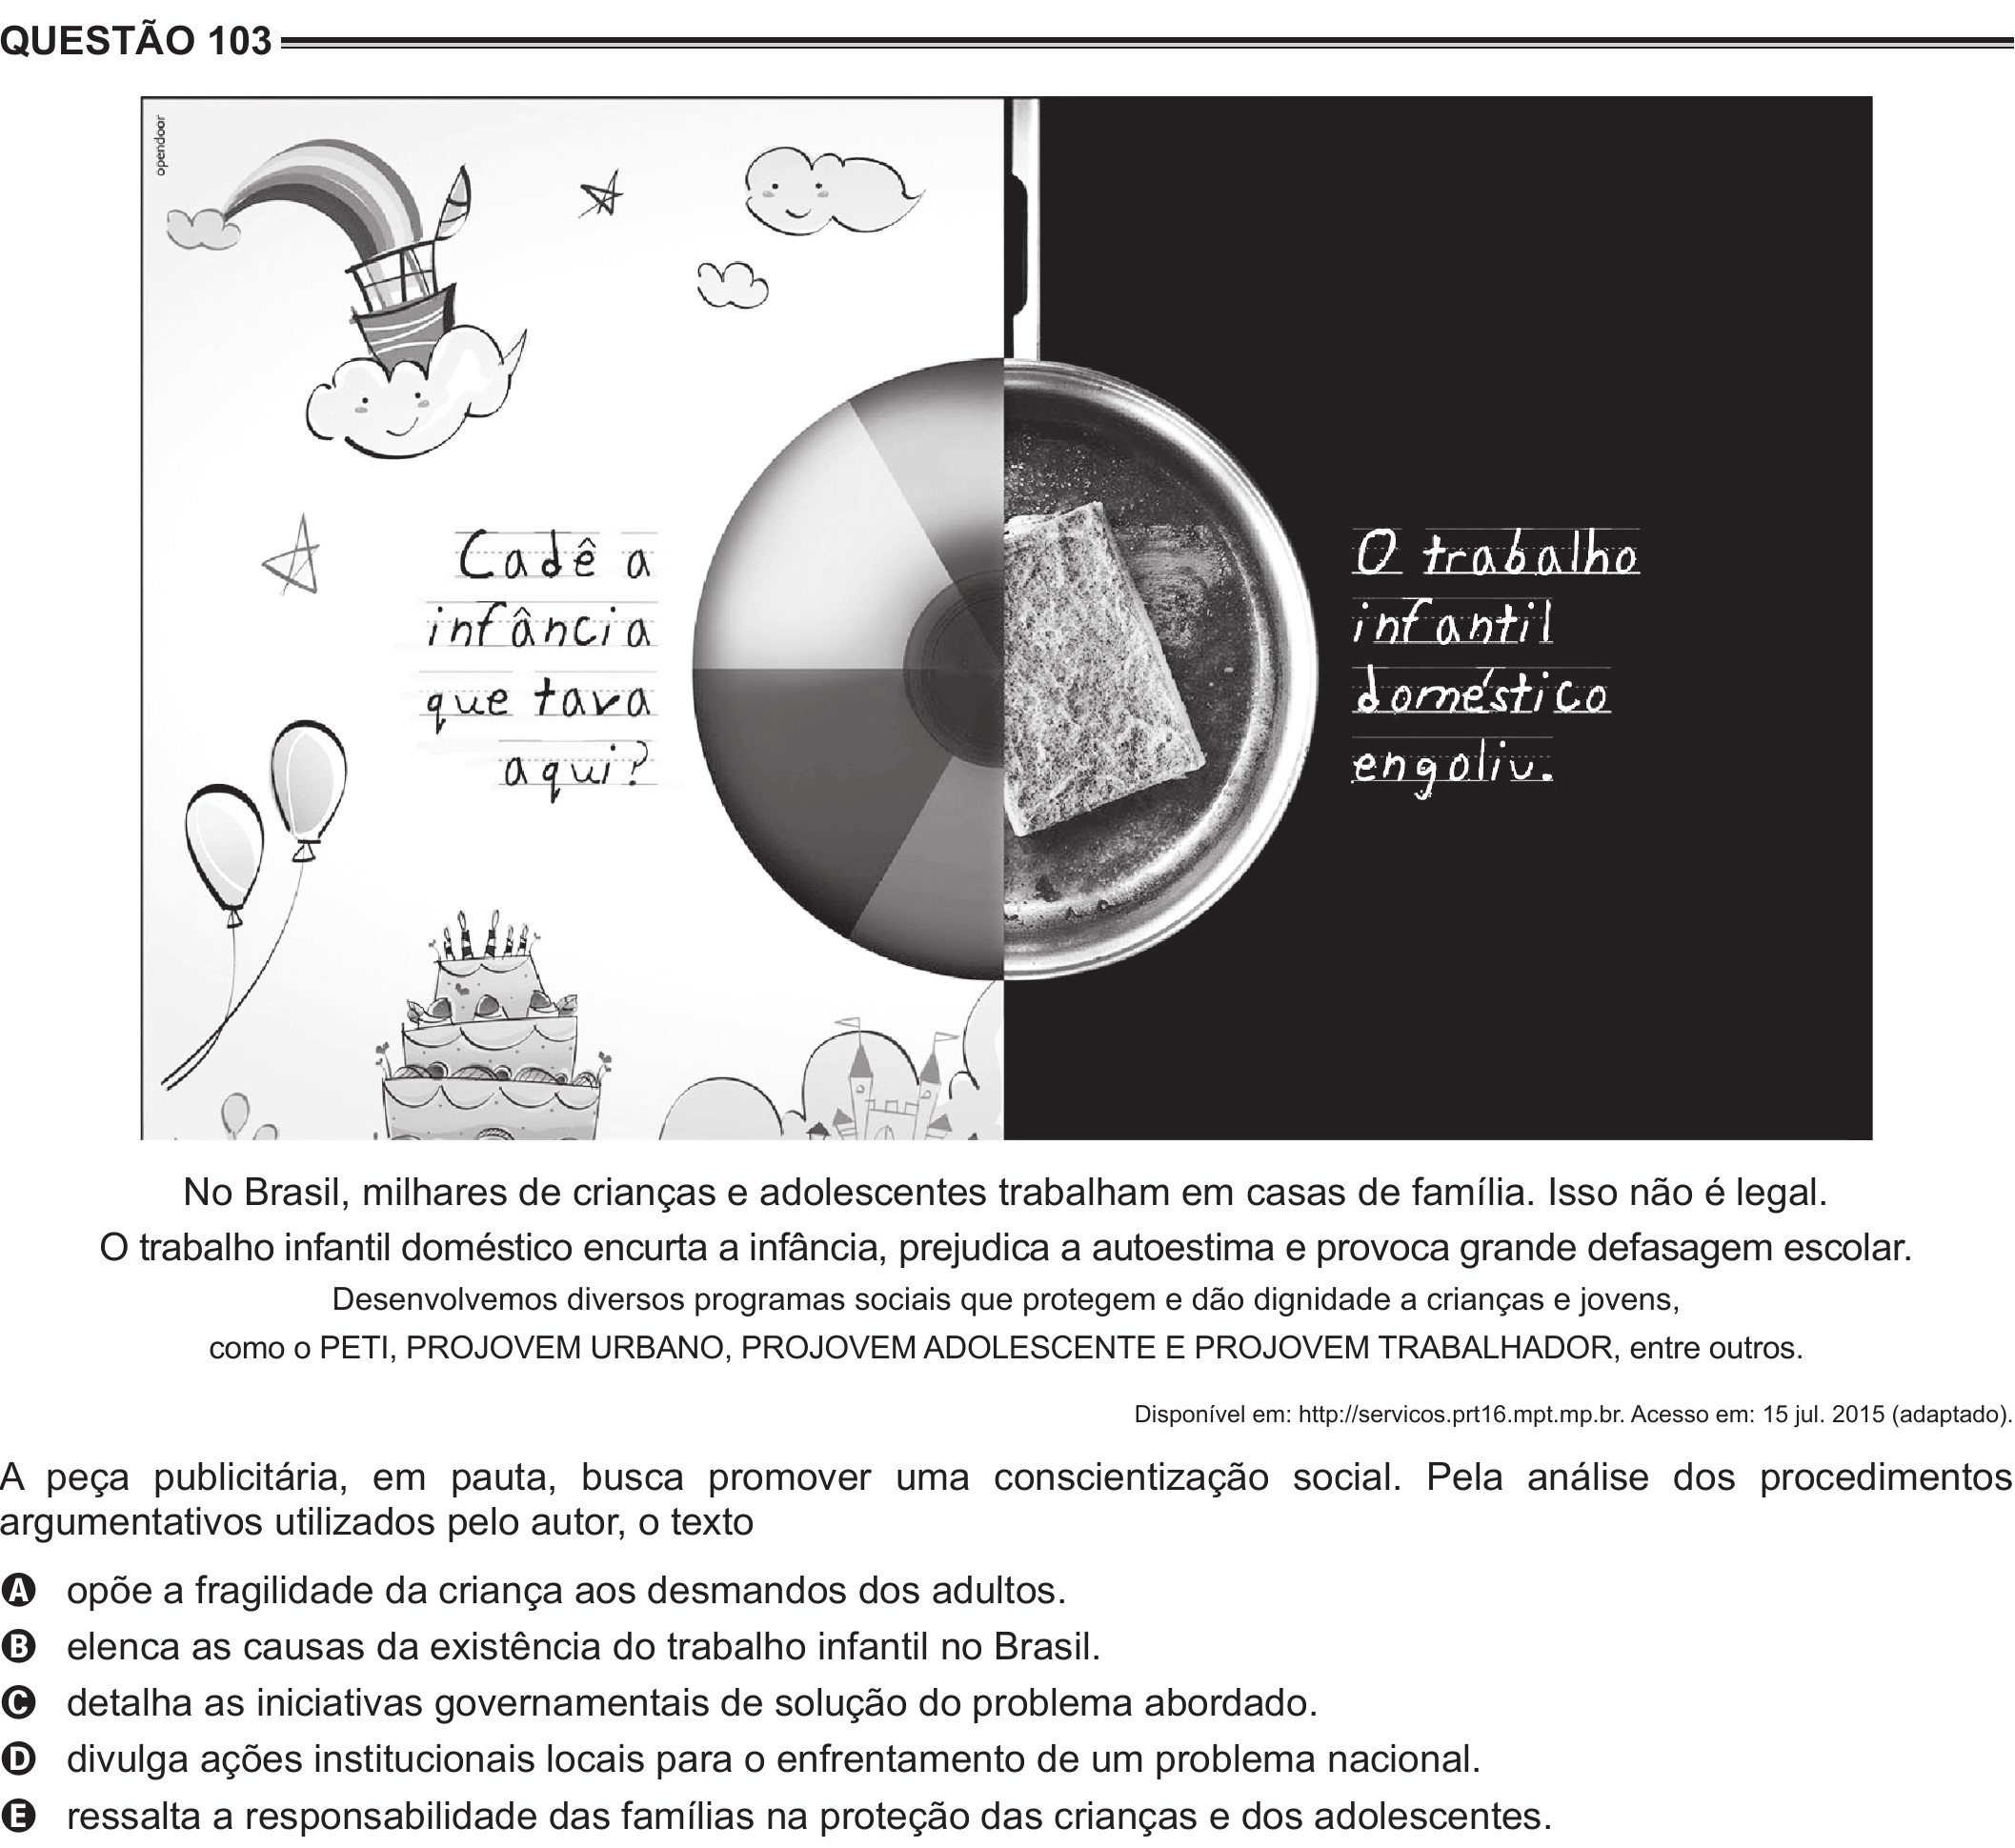 QUESTÃO 103
opendoor
Cadê a
infância
que tava
aqui?
O trabalho
infantil
doméstico
engoliu.
No Brasil, milhares de crianças e adolescentes trabalham em casas de família. Isso não é legal.
O trabalho infantil doméstico encurta a infância, prejudica a autoestima e provoca grande defasagem escolar.
Desenvolvemos diversos programas sociais que protegem e dão dignidade a crianças e jovens,
como o PETI, PROJOVEM URBANO, PROJOVEM ADOLESCENTE E PROJOVEM TRABALHADOR, entre outros.
Disponível em: http://servicos.prt16.mpt.mp.br. Acesso em: 15 jul. 2015 (adaptado).
A peça publicitária, em pauta, busca promover uma conscientização social. Pela análise dos procedimentos
argumentativos utilizados pelo autor, o texto
A opõe a fragilidade da criança aos desmandos dos adultos.
B elenca as causas da existência do trabalho infantil no Brasil.
C detalha as iniciativas governamentais de solução do problema abordado.
D divulga ações institucionais locais para o enfrentamento de um problema nacional.
E ressalta a responsabilidade das famílias na proteção das crianças e dos adolescentes.